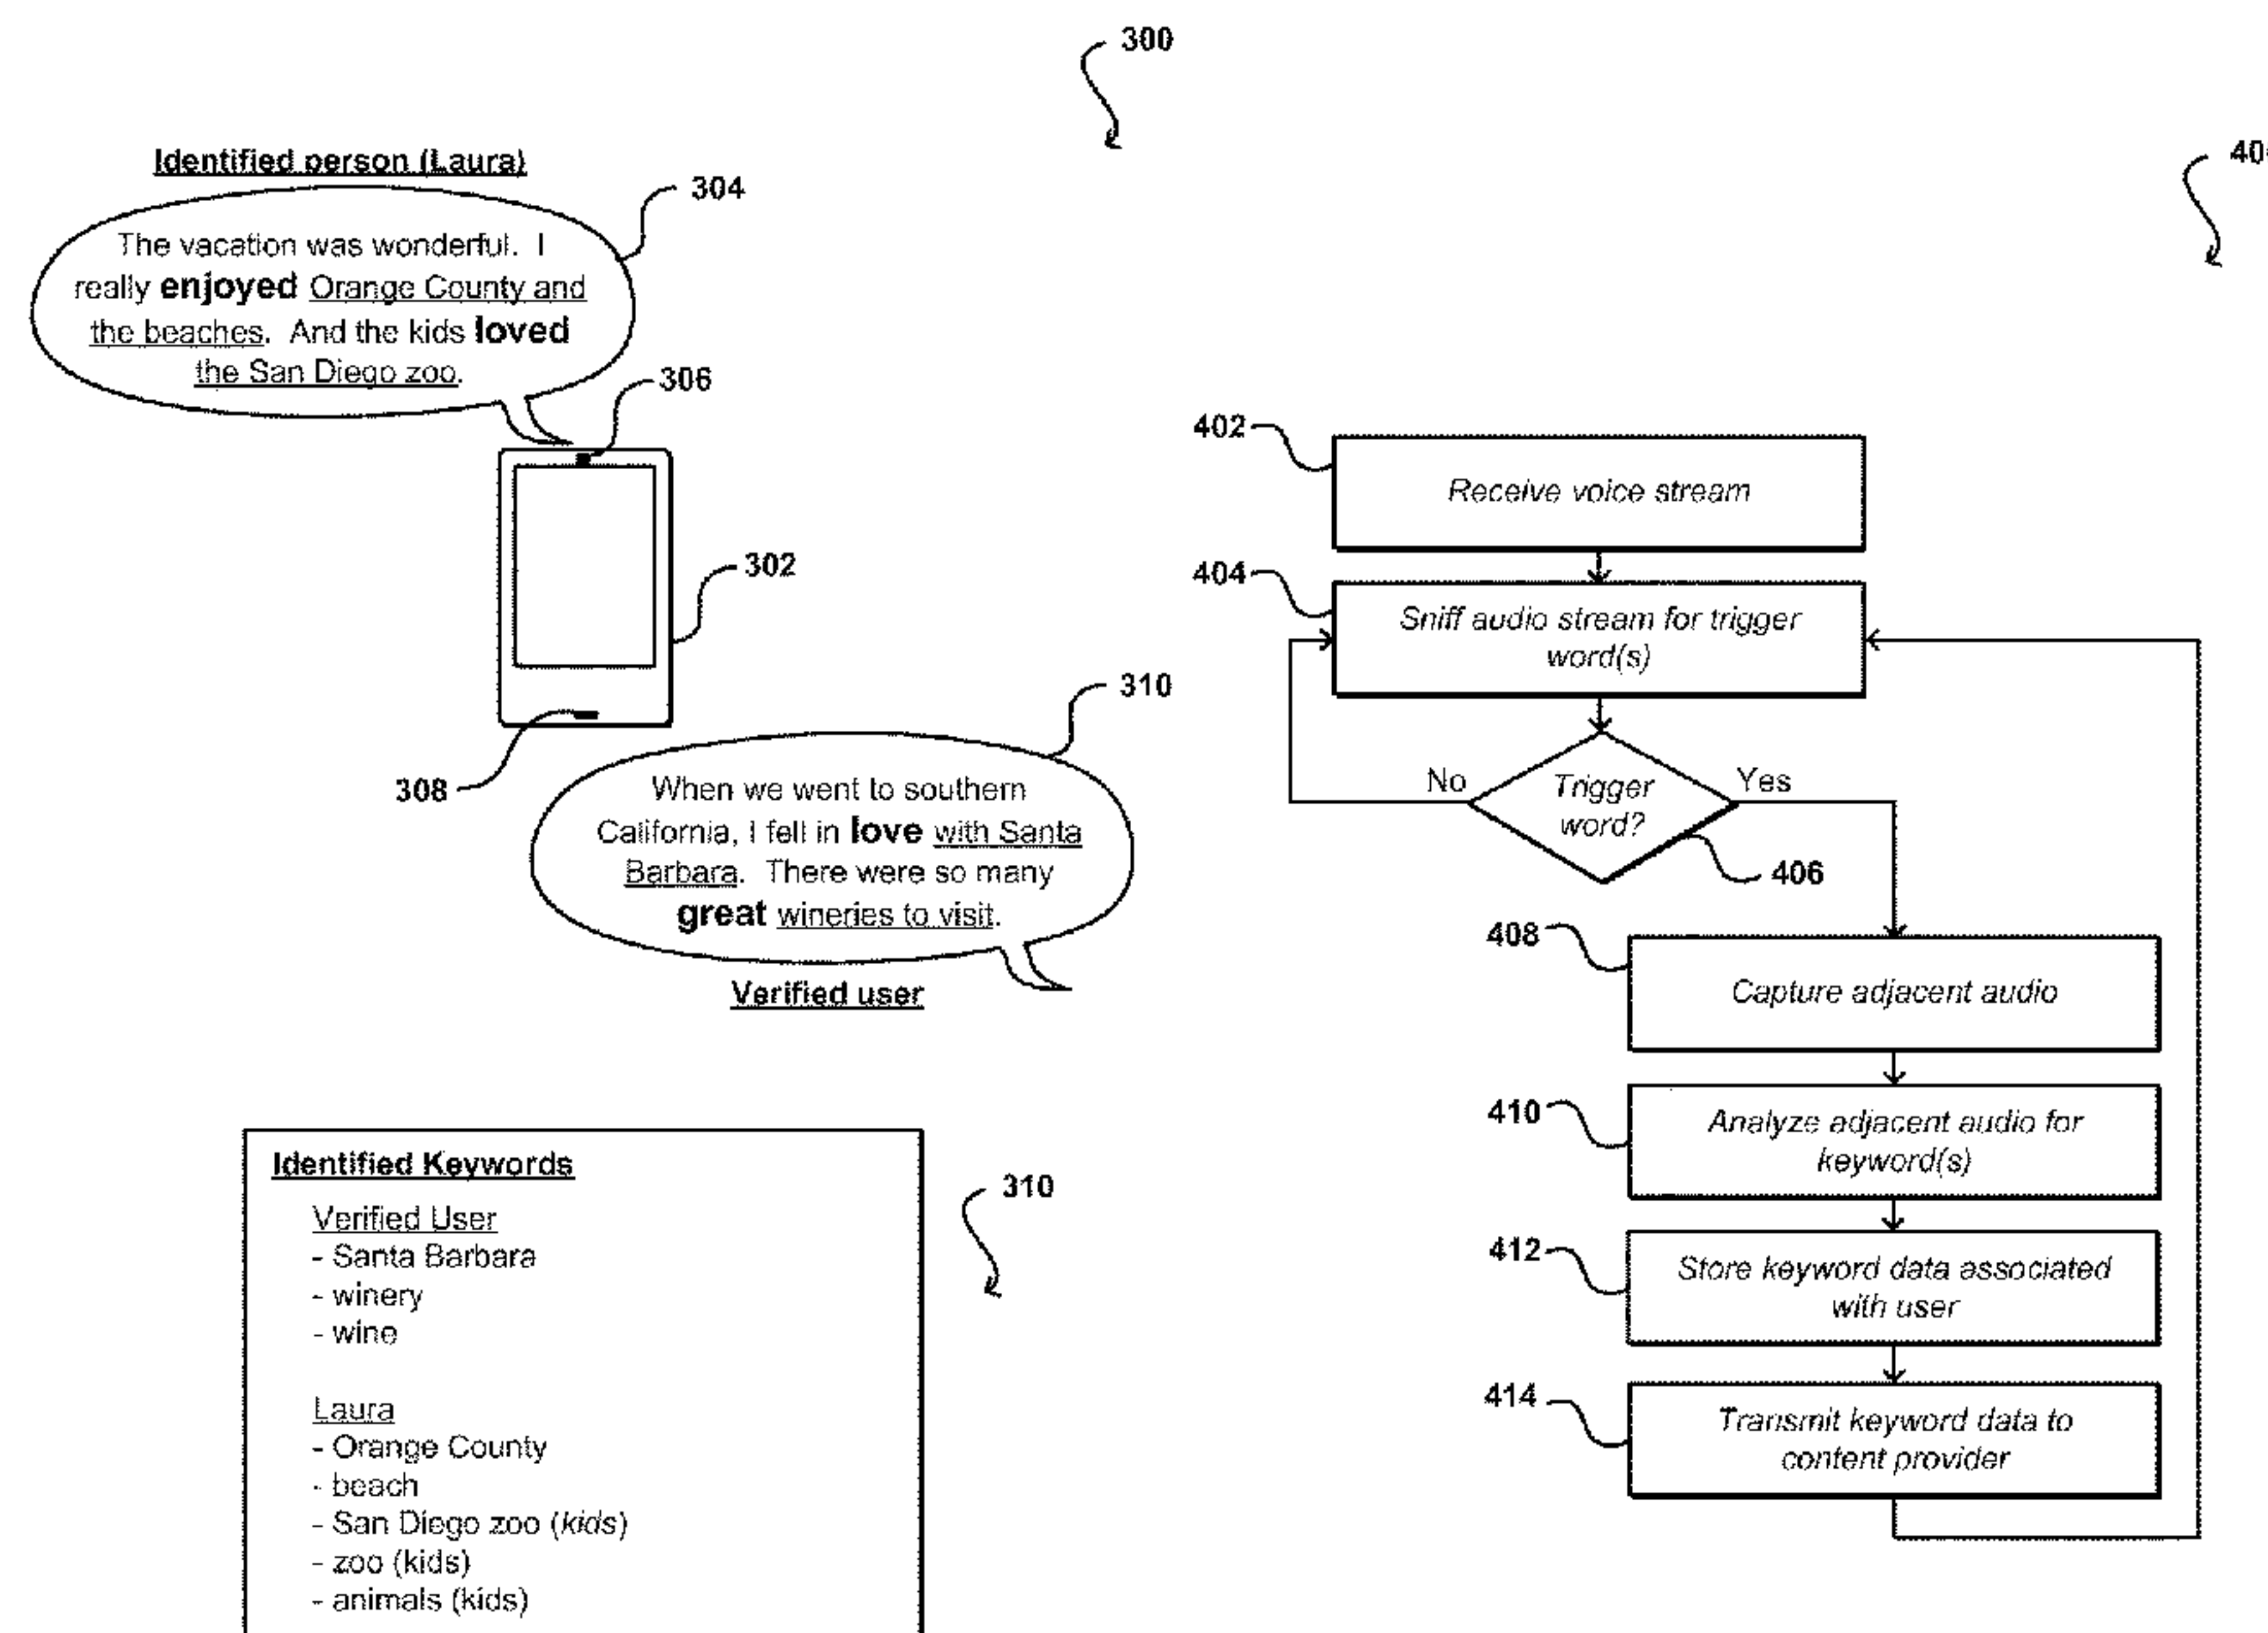 300
Identified person (Laura)
304
The vacation was wonderful. I
really enjoyed Orange County and
the beaches. And the kids loved
the San Diego zoo.
306
302
308
310
When we went to southern
California, I fell in love with Santa
Barbara. There were so many
great wineries to visit.
Verified user
Identified Keywords
Verified User
- Santa Barbara
- winery
- wine
Laura
- Orange County
- beach
- San Diego zoo (kids)
- zoo (kids)
- animals (kids)
310
402
Receive voice stream
404
Sniff audio stream for trigger
word(s)
No
Trigger
word?
Yes
406
408
Capture adjacent audio
410
Analyze adjacent audio for
keyword(s)
412
Store keyword data associated
with user
414
Transmit keyword data to
content provider